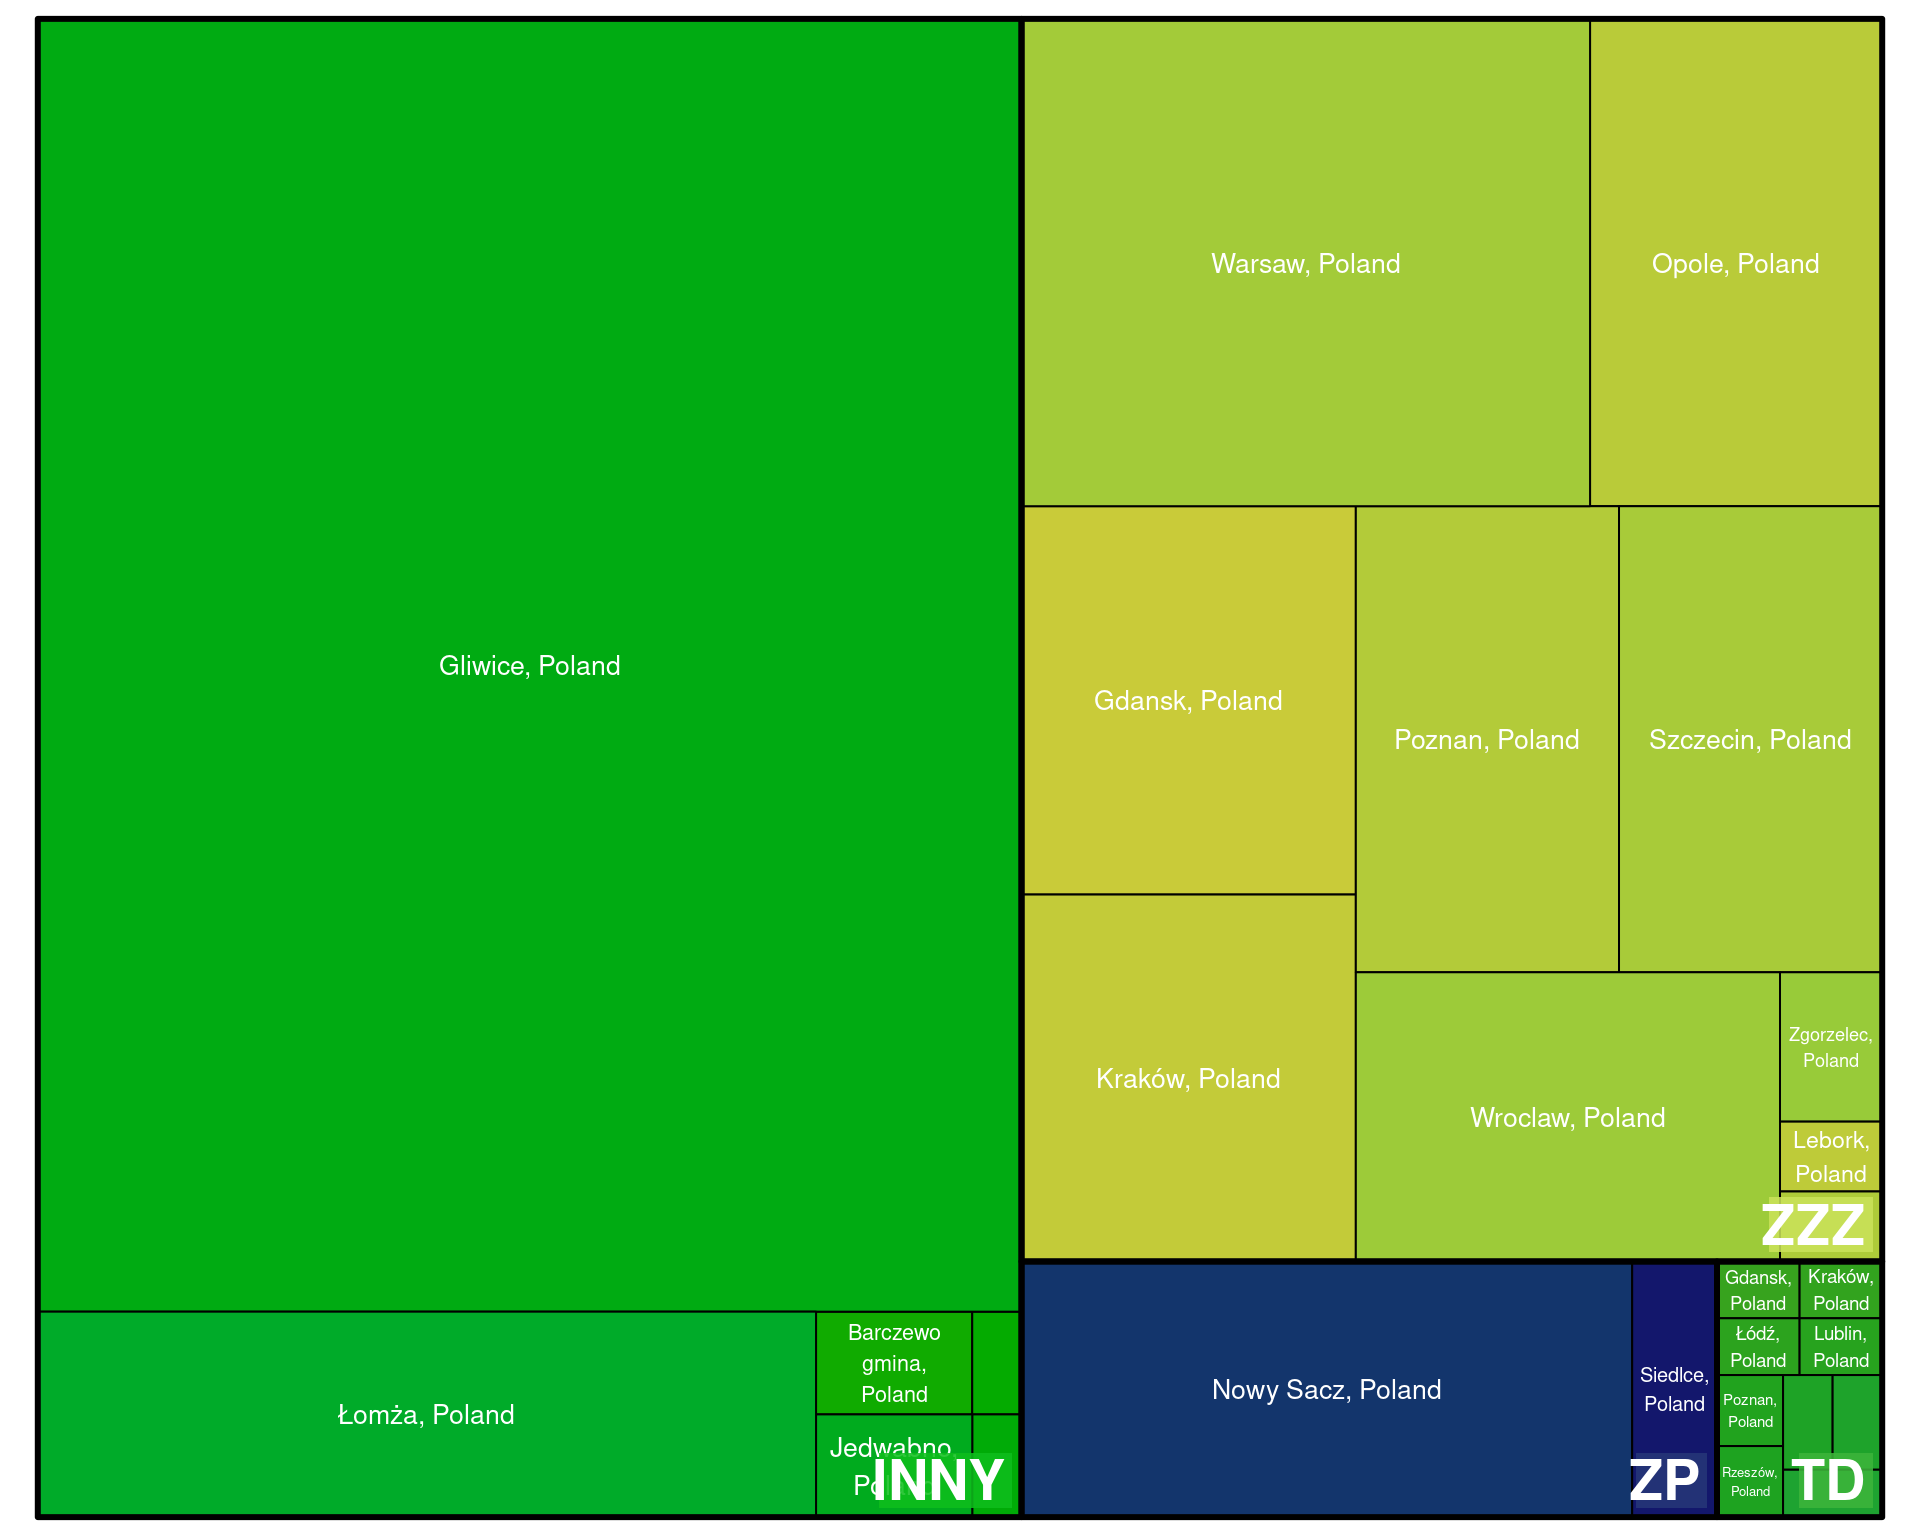 Gliwice, Poland
Łomża, Poland
Barczewo
gmina,
Poland
Jedwabno,
Poland
INNY
Warsaw, Poland
Opole, Poland
Gdansk, Poland
Poznan, Poland
Szczecin, Poland
Kraków, Poland
Wroclaw, Poland
Zgorzelec,
Poland
Lebork,
Poland
ZZZ
Nowy Sacz, Poland
Siedlce,
Poland
ZP
Gdansk,
Poland
Kraków,
Poland
Łódź,
Poland
Lublin,
Poland
Poznan,
Poland
Rzeszów,
Poland
TD